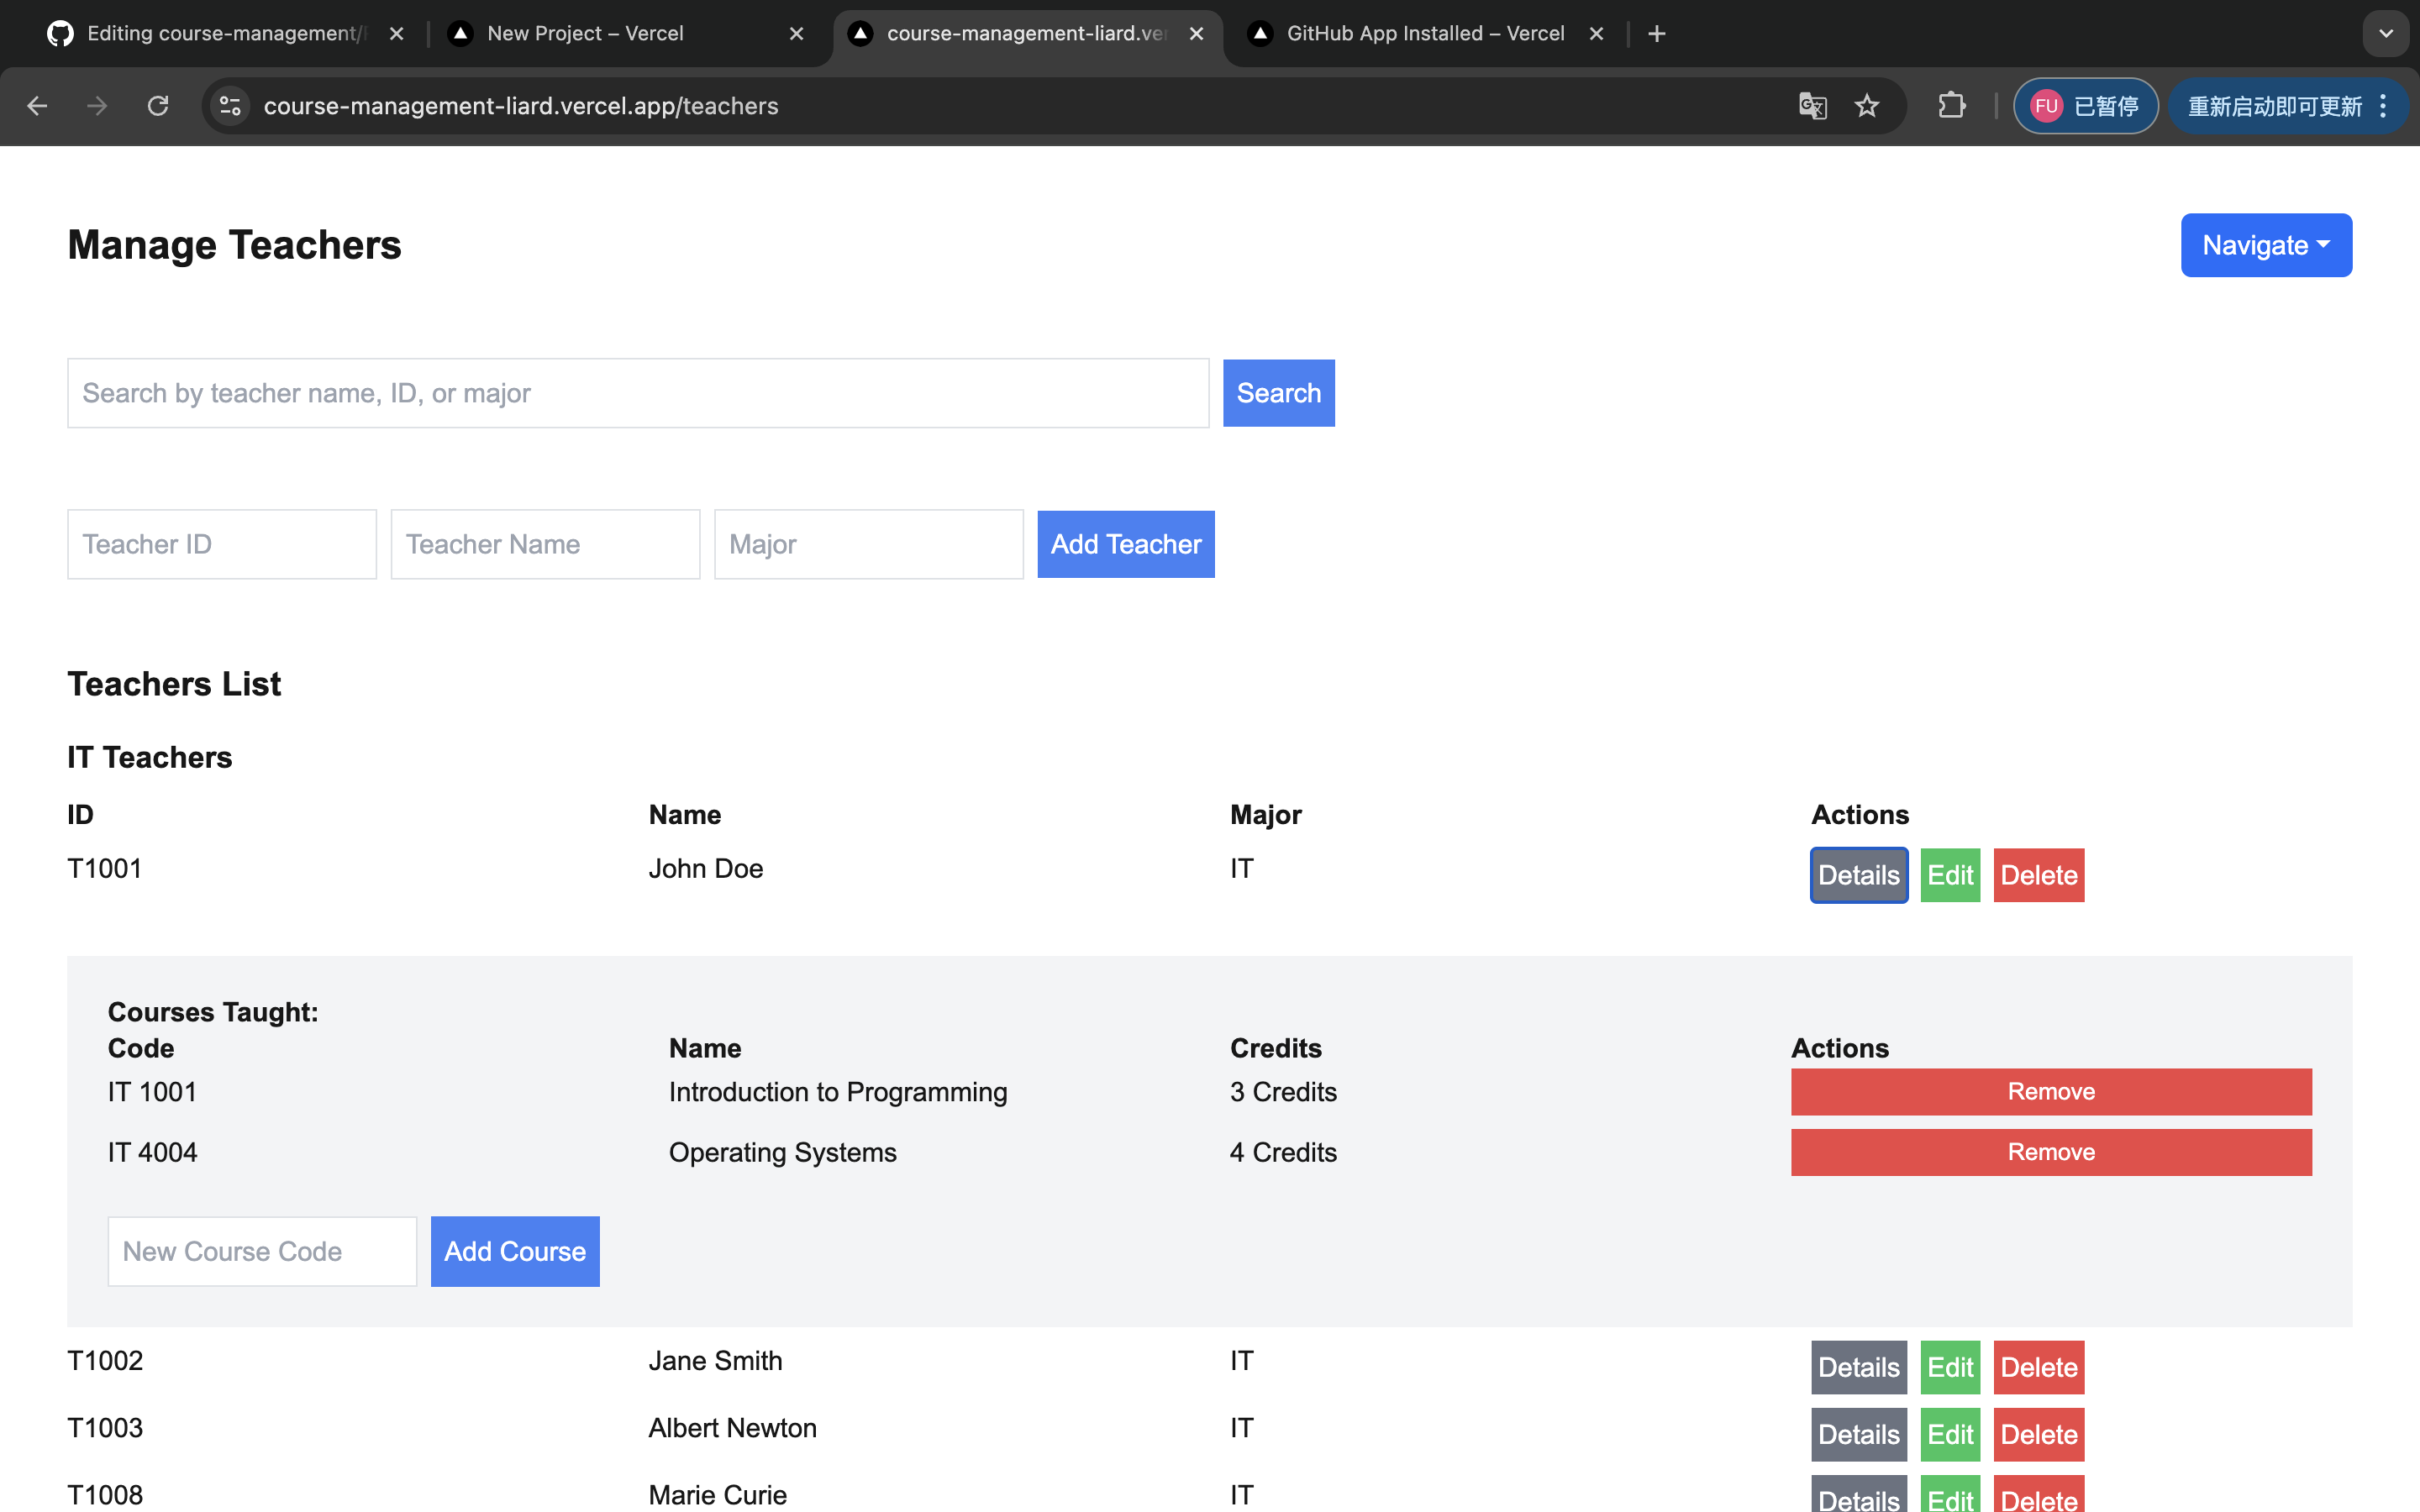 Editing course-management/
New Project – Vercel
course-management-liard.ver
GitHub App Installed – Vercel
course-management-liard.vercel.app/teachers
FU 已暂停
重新启动即可更新
Manage Teachers
Navigate
Search by teacher name, ID, or major
Search
Teacher ID
Teacher Name
Major
Add Teacher
Teachers List
IT Teachers
ID Name Major Actions
T1001 John Doe IT Details Edit Delete
Courses Taught:
Code Name Credits Actions
IT 1001 Introduction to Programming 3 Credits Remove
IT 4004 Operating Systems 4 Credits Remove
New Course Code
Add Course
T1002 Jane Smith IT Details Edit Delete
T1003 Albert Newton IT Details Edit Delete
T1008 Marie Curie IT Details Edit Delete